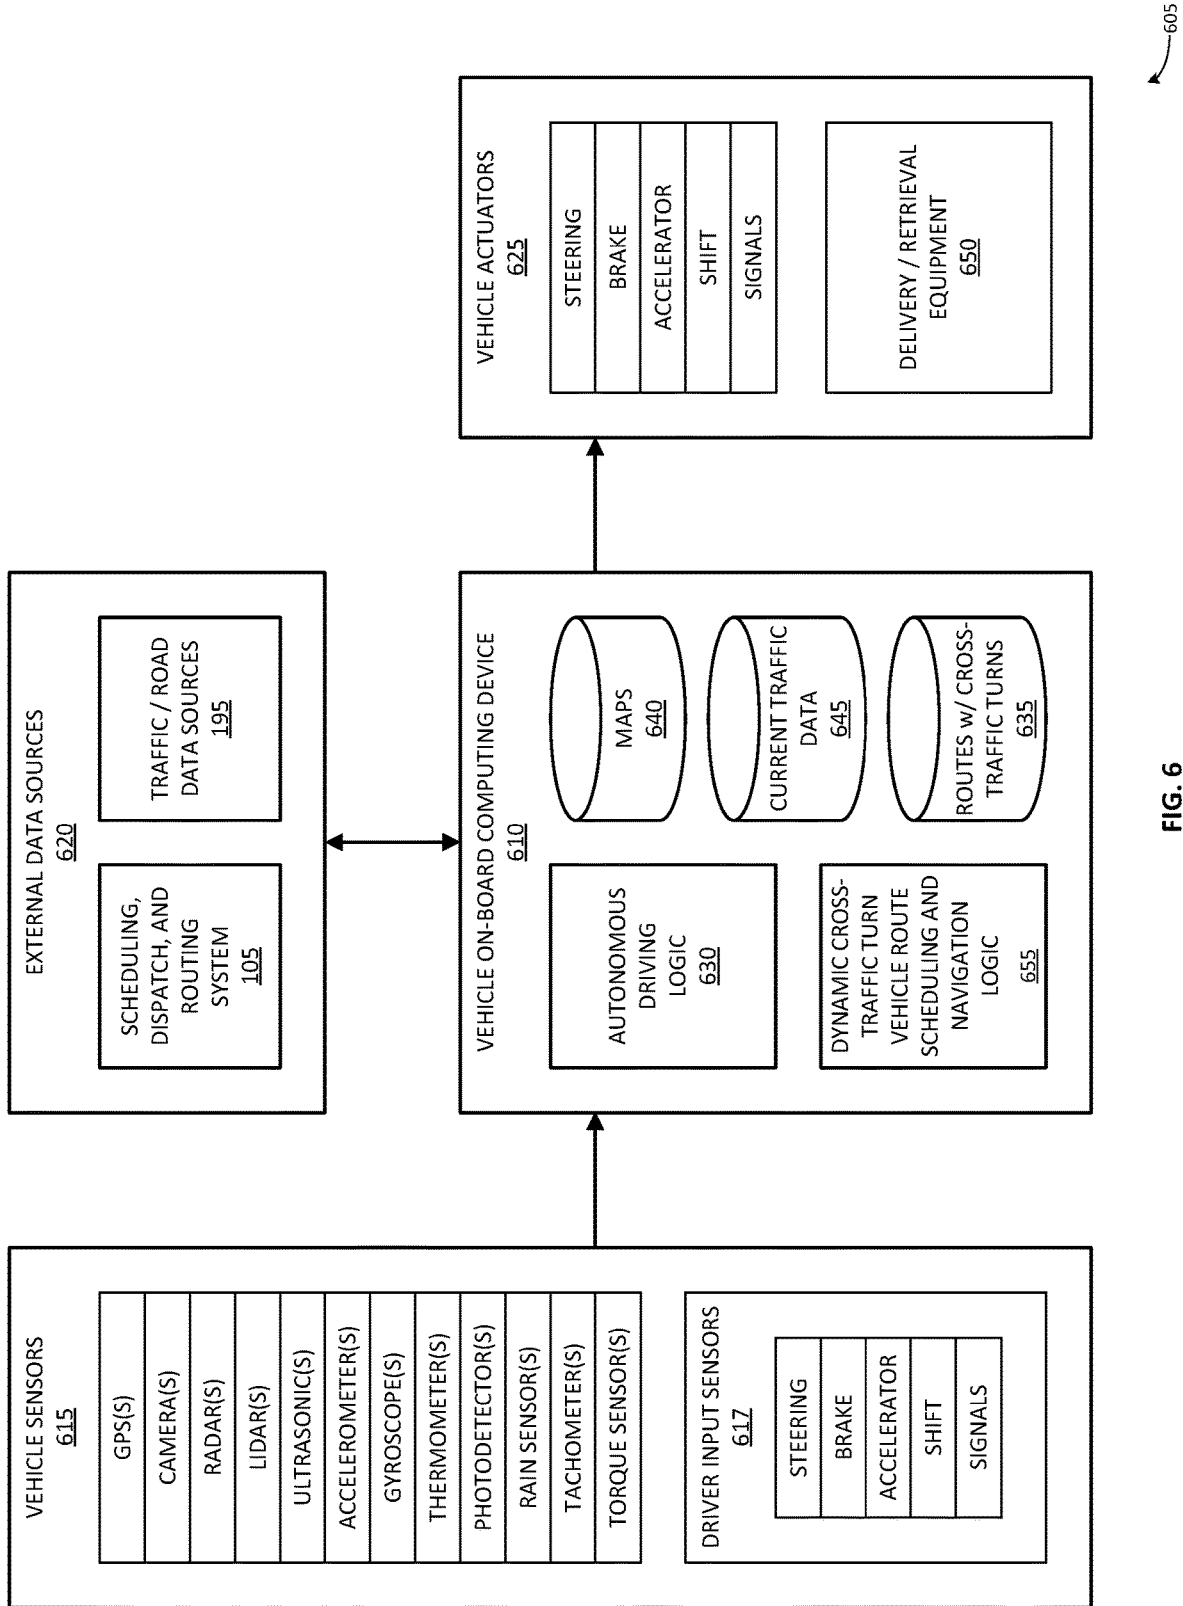 605
VEHICLE SENSORS
615
GPS(S)
CAMERA(S)
RADAR(S)
LIDAR(S)
ULTRASONIC(S)
ACCELEROMETER(S)
GYROSCOPE(S)
THERMOMETER(S)
PHOTODETECTOR(S)
RAIN SENSOR(S)
TACHOMETER(S)
TORQUE SENSOR(S)
DRIVER INPUT SENSORS
617
STEERING
BRAKE
ACCELERATOR
SHIFT
SIGNALS
EXTERNAL DATA SOURCES
620
SCHEDULING,
DISPATCH, AND
ROUTING
SYSTEM
105
TRAFFIC / ROAD
DATA SOURCES
195
VEHICLE ON-BOARD COMPUTING DEVICE
610
AUTONOMOUS
DRIVING
LOGIC
630
DYNAMIC CROSS-
TRAFFIC TURN
VEHICLE ROUTE
SCHEDULING AND
NAVIGATION
LOGIC
655
MAPS
640
CURRENT TRAFFIC
DATA
645
ROUTES w/ CROSS-
TRAFFIC TURNS
635
VEHICLE ACTUATORS
625
STEERING
BRAKE
ACCELERATOR
SHIFT
SIGNALS
DELIVERY / RETRIEVAL
EQUIPMENT
650
FIG. 6